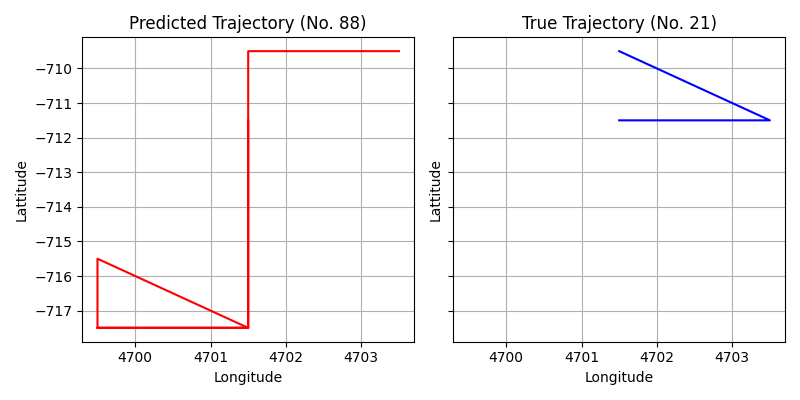 Predicted Trajectory (No. 88)
True Trajectory (No. 21)
Lattitude
−710
−711
−712
−713
−714
−715
−716
−717
4700
4701
4702
4703
Longitude
Lattitude
4700
4701
4702
4703
Longitude